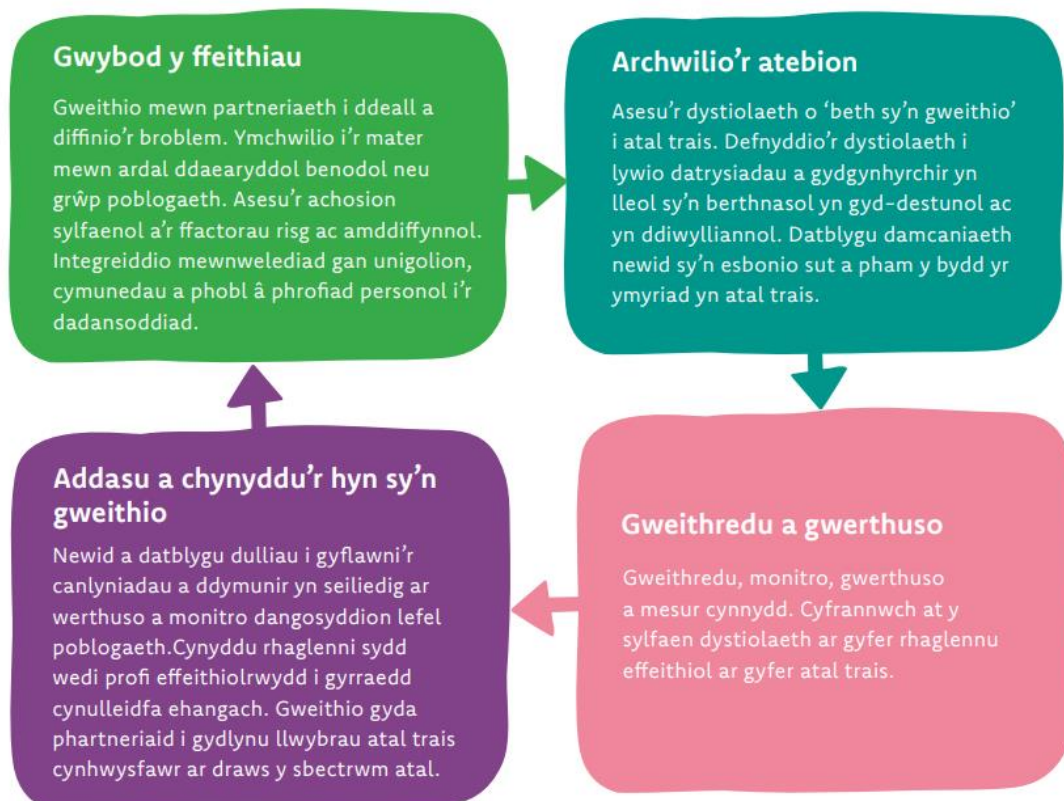 Gwybod y ffeithiau
Gweithio mewn partneriaeth i ddeall a
diffinio'r broblem. Ymchwilio i'r mater
mewn ardal ddaearyddol benodol neu
grŵp poblogaeth. Asesu'r achosion
sylfaenol a'r ffactorau risg ac amddiffynnol.
Integreiddio mewnwelediad gan unigolion,
cymunedau a phobl â phrofiad personol i'r
dadansoddiad.
Archwilio'r atebion
Asesu'r dystiolaeth o 'beth sy'n gweithio'
i atal trais. Defnyddio'r dystiolaeth i
lywio datrysiadau a gydgynhyrchir yn
lleol sy'n berthnasol yn gyd-destunol ac
yn ddiwylliannol. Datblygu damcaniaeth
newid sy'n esbonio sut a pham y bydd yr
ymyriad yn atal trais.
Gweithredu a gwerthuso
Gweithredu, monitro, gwerthuso
a mesur cynnydd. Cyfrannwch at y
sylfaen dystiolaeth ar gyfer rhaglennu
effeithiol ar gyfer atal trais.
Addasu a chynyddu'r hyn sy'n
gweithio
Newid a datblygu dulliau i gyflawni'r
canlyniadau a ddymunir yn seiliedig ar
werthuso a monitro dangosyddion lefel
poblogaeth.Cynyddu rhaglenni sydd
wedi profi effeithiolrwydd i gyrraedd
cynulleidfa ehangach. Gweithio gyda
phartneriaid i gydlynu llwybrau atal trais
cynhwysfawr ar draws y sbectrwm atal.